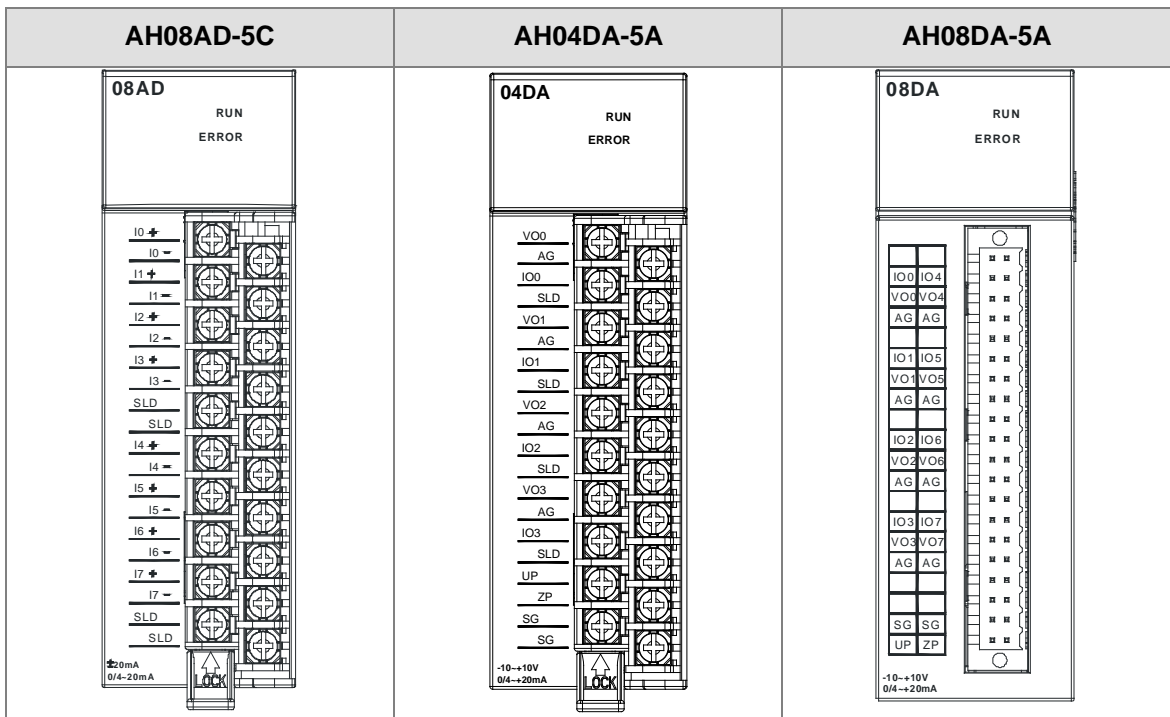 AH08AD-5C
AH04DA-5A
AH08DA-5A
08AD
RUN
ERROR
I0 +
I0 -
I1 +
I1 -
I2 +
I2 -
I3 +
I3 -
SLD
SLD
I4 +
I4 -
I5 +
I5 -
I6 +
I6 -
I7 +
I7 -
SLD
SLD
±20mA
0/4~20mA
LOCK
04DA
RUN
ERROR
VO0
AG
IO0
SLD
VO1
AG
IO1
SLD
VO2
AG
IO2
SLD
VO3
AG
IO3
SLD
UP
ZP
SG
SG
-10~+10V
0/4~+20mA
LOCK
08DA
RUN
ERROR
IO0 IO4
VO0 VO4
AG AG
IO1 IO5
VO1 VO5
AG AG
IO2 IO6
VO2 VO6
AG AG
IO3 IO7
VO3 VO7
AG AG
SG SG
UP ZP
-10~+10V
0/4~+20mA